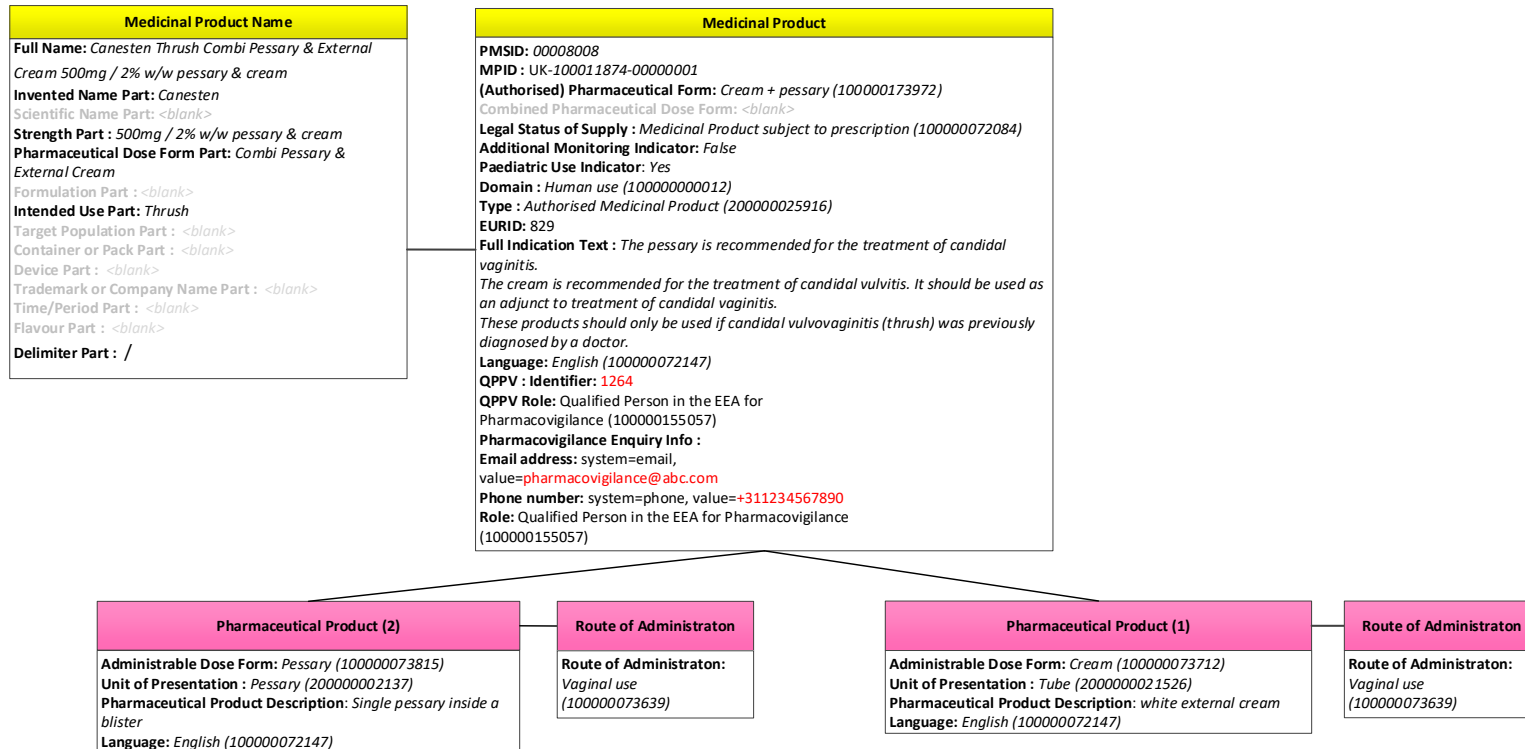 Medicinal Product Name
Full Name: Canesten Thrush Combi Pessary & External
Cream 500mg / 2% w/w pessary & cream
Invented Name Part: Canesten
Scientific Name Part: <blank>
Strength Part : 500mg / 2% w/w pessary & cream
Pharmaceutical Dose Form Part: Combi Pessary &
External Cream
Formulation Part : <blank>
Intended Use Part: Thrush
Target Population Part : <blank>
Container or Pack Part : <blank>
Device Part : <blank>
Trademark or Company Name Part : <blank>
Time/Period Part : <blank>
Flavour Part : <blank>
Delimiter Part : /
Medicinal Product
PMSID: 00008008
MPID : UK-100011874-00000001
(Authorised) Pharmaceutical Form: Cream + pessary (100000173972)
Combined Pharmaceutical Dose Form: <blank>
Legal Status of Supply : Medicinal Product subject to prescription (100000072084)
Additional Monitoring Indicator: False
Paediatric Use Indicator: Yes
Domain : Human use (100000000012)
Type : Authorised Medicinal Product (200000025916)
EURID: 829
Full Indication Text : The pessary is recommended for the treatment of candidal
vaginitis.
The cream is recommended for the treatment of candidal vulvitis. It should be used as
an adjunct to treatment of candidal vaginitis.
These products should only be used if candidal vulvovaginitis (thrush) was previously
diagnosed by a doctor.
Language: English (100000072147)
QPPV : Identifier: 1264
QPPV Role: Qualified Person in the EEA for
Pharmacovigilance (100000155057)
Pharmacovigilance Enquiry Info :
Email address: system=email,
value=pharmacovigilance@abc.com
Phone number: system=phone, value=+311234567890
Role: Qualified Person in the EEA for Pharmacovigilance
(100000155057)
Pharmaceutical Product (2)
Administrable Dose Form: Pessary (100000073815)
Unit of Presentation : Pessary (200000002137)
Pharmaceutical Product Description: Single pessary inside a
blister
Language: English (100000072147)
Route of Administraton
Route of Administraton:
Vaginal use
(100000073639)
Pharmaceutical Product (1)
Administrable Dose Form: Cream (100000073712)
Unit of Presentation : Tube (2000000021526)
Pharmaceutical Product Description: white external cream
Language: English (100000072147)
Route of Administraton
Route of Administraton:
Vaginal use
(100000073639)